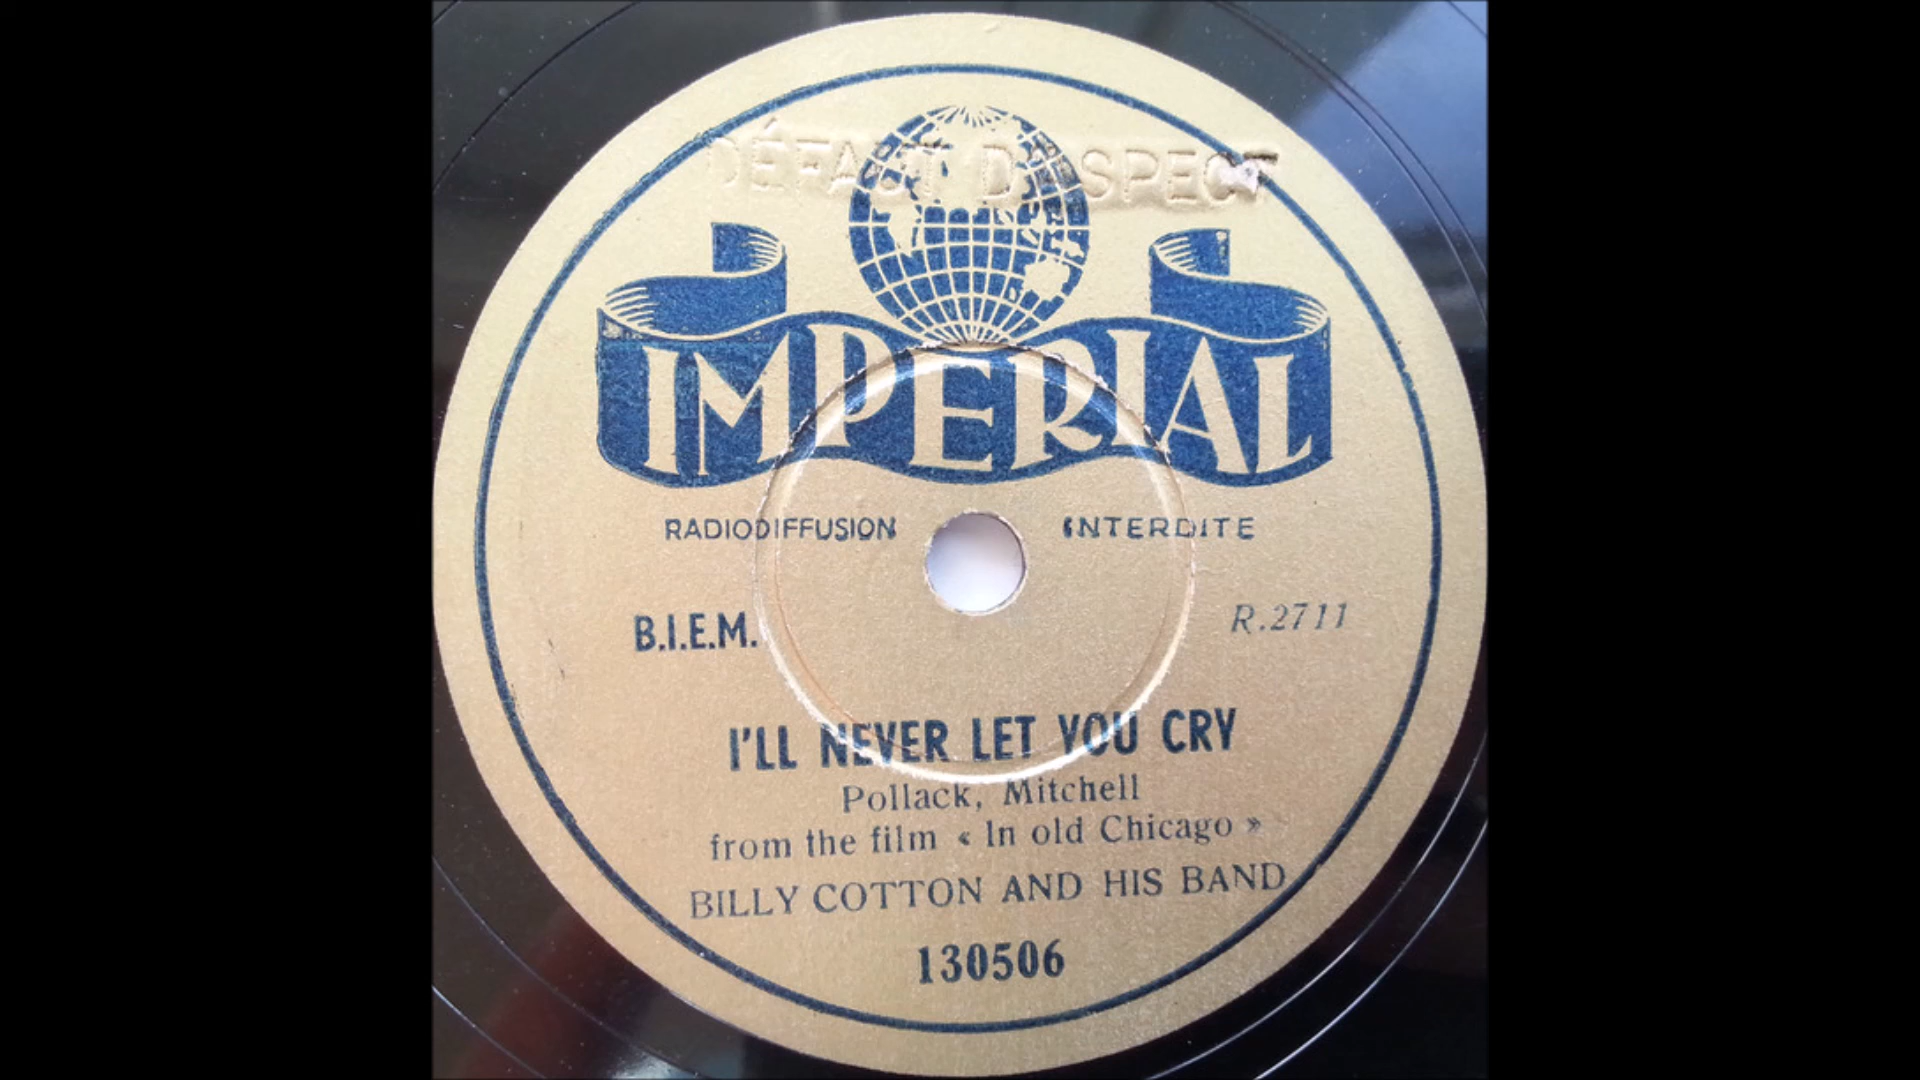 DÉFAUT D'ASPECT
IMPERIAL
RADIODIFFUSION INTERDITE
B.I.E.M. R.2711
I'LL NEVER LET YOU CRY
Pollack, Mitchell
from the film « In old Chicago »
BILLY COTTON AND HIS BAND
130506